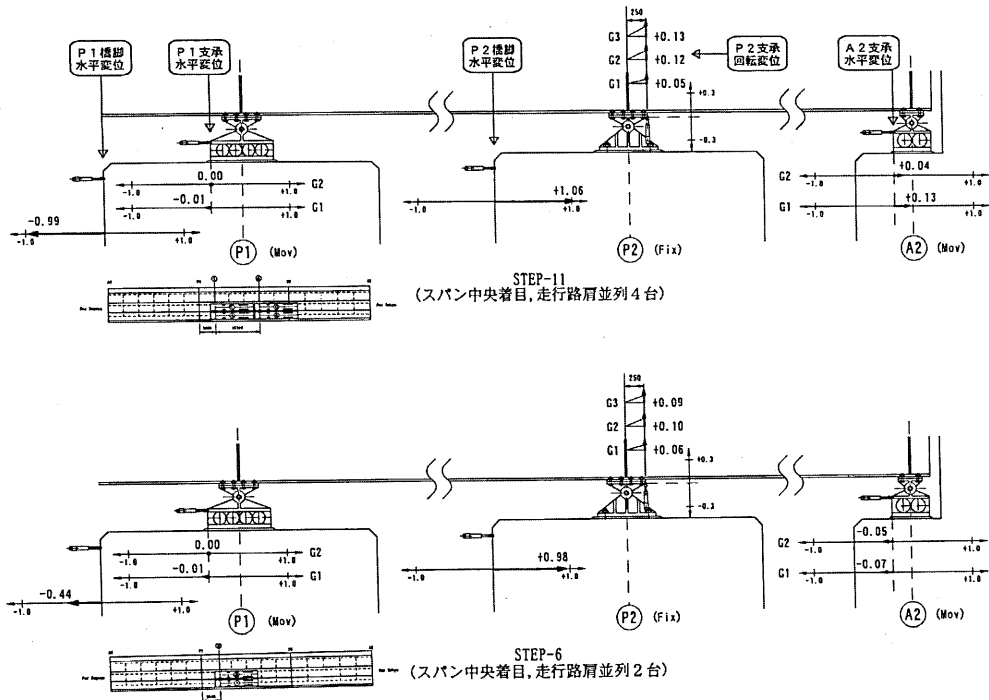 P1橋脚
水平変位
P1支承
水平変位
P2橋脚
水平変位
250
G3 +0.13
G2 +0.12
G1 +0.05
+0.3
-0.3
P2支承
回転変位
A2支承
水平変位
0.00
-1.0 +1.0 G2
-0.01
-1.0 +1.0 G1
-0.99
-1.0 +1.0
P1 (Mov)
+1.06
-1.0 +1.0
P2 (Fix)
+0.04
G2 -1.0 +1.0
+0.13
G1 -1.0 +1.0
A2 (Mov)
STEP-11
(スパン中央着目,走行路肩並列4台)
250
G3 +0.09
G2 +0.10
G1 +0.06
+0.3
-0.3
0.00
-1.0 +1.0 G2
-0.01
-1.0 +1.0 G1
-0.44
-1.0 +1.0
P1 (Mov)
+0.98
-1.0 +1.0
P2 (Fix)
-0.05
G2 -1.0 +1.0
-0.07
G1 -1.0 +1.0
A2 (Mov)
STEP-6
(スパン中央着目,走行路肩並列2台)